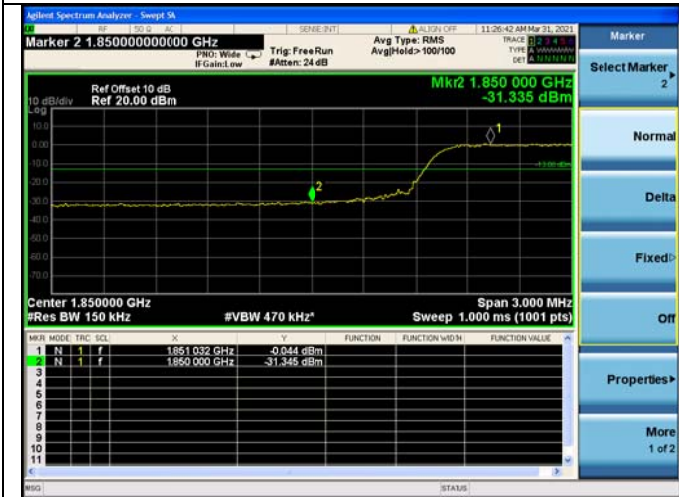 Agilent Spectrum Analyzer - Swept SA
RF 50 Ω AC SENSE:INT ALIGN OFF 11:26:42 AM Mar 31, 2021
Marker 2 1.850000000000 GHz
PNO: Wide Trig: Free Run Avg Type: RMS TRACE 1 2 3 4 5 6
IFGain:Low #Atten: 24 dB Avg|Hold:>100/100 TYPE
DET A N N N N N
Marker
Select Marker
2
Normal
Delta
Fixed
Off
Properties
More
1 of 2
Mkr2 1.850 000 GHz
-31.335 dBm
Ref Offset 10 dB
10 dB/div Ref 20.00 dBm
Log
10.0
0.00
-10.0
-20.0
-30.0
-40.0
-50.0
-60.0
-70.0
1
2
-13.00 dBm
Center 1.850000 GHz Span 3.000 MHz
#Res BW 150 kHz #VBW 470 kHz* Sweep 1.000 ms (1001 pts)
MKR MODE TRC SCL X Y FUNCTION FUNCTION WIDTH FUNCTION VALUE
1 N 1 f 1.851 032 GHz -0.044 dBm
2 N 1 f 1.850 000 GHz -31.345 dBm
3
4
5
6
7
8
9
10
11
MSG STATUS